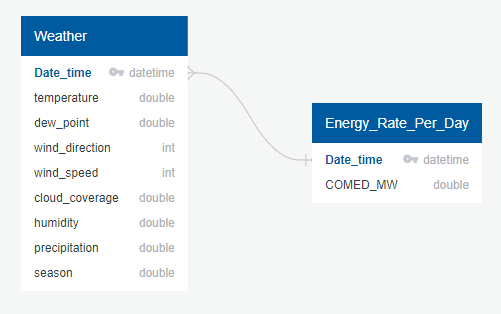 Weather
Date_time datetime
temperature double
dew_point double
wind_direction int
wind_speed int
cloud_coverage double
humidity double
precipitation double
season double
Energy_Rate_Per_Day
Date_time datetime
COMED_MW double